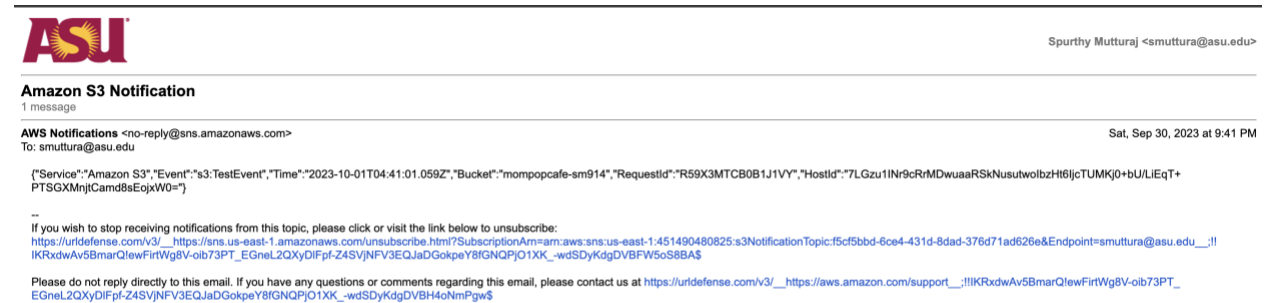 ASU
Spurthy Mutturaj <smuttura@asu.edu>
Amazon S3 Notification
1 message
AWS Notifications <no-reply@sns.amazonaws.com>
Sat, Sep 30, 2023 at 9:41 PM
To: smuttura@asu.edu
{"Service":"Amazon S3","Event":"s3:TestEvent","Time":"2023-10-01T04:41:01.059Z","Bucket":"mompopcafe-sm914","RequestId":"R59X3MTCB0B1J1VY","HostId":"7LGzu1INr9cRrMDwuaaRSkNusutwoIbzHt6IjcTUMKj0+bU/LiEqT+
PTSGXMnjtCamd8sEojxW0="}
--
If you wish to stop receiving notifications from this topic, please click or visit the link below to unsubscribe:
https://urldefense.com/v3/__https://sns.us-east-1.amazonaws.com/unsubscribe.html?SubscriptionArn=arn:aws:sns:us-east-1:451490480825:s3NotificationTopic:f5cf5bbd-6ce4-431d-8dad-376d71ad626e&Endpoint=smuttura@asu.edu__;!!
IKRxdwAv5BmarQ!ewFirtWg8V-oib73PT_EGneL2QXyDlFpf-Z4SVjNFV3EQJaDGokpeY8fGNQPjO1XK_-wdSDyKdgDVBFW5oS8BA$
Please do not reply directly to this email. If you have any questions or comments regarding this email, please contact us at https://urldefense.com/v3/__https://aws.amazon.com/support__;!!IKRxdwAv5BmarQ!ewFirtWg8V-oib73PT_
EGneL2QXyDlFpf-Z4SVjNFV3EQJaDGokpeY8fGNQPjO1XK_-wdSDyKdgDVBH4oNmPgw$